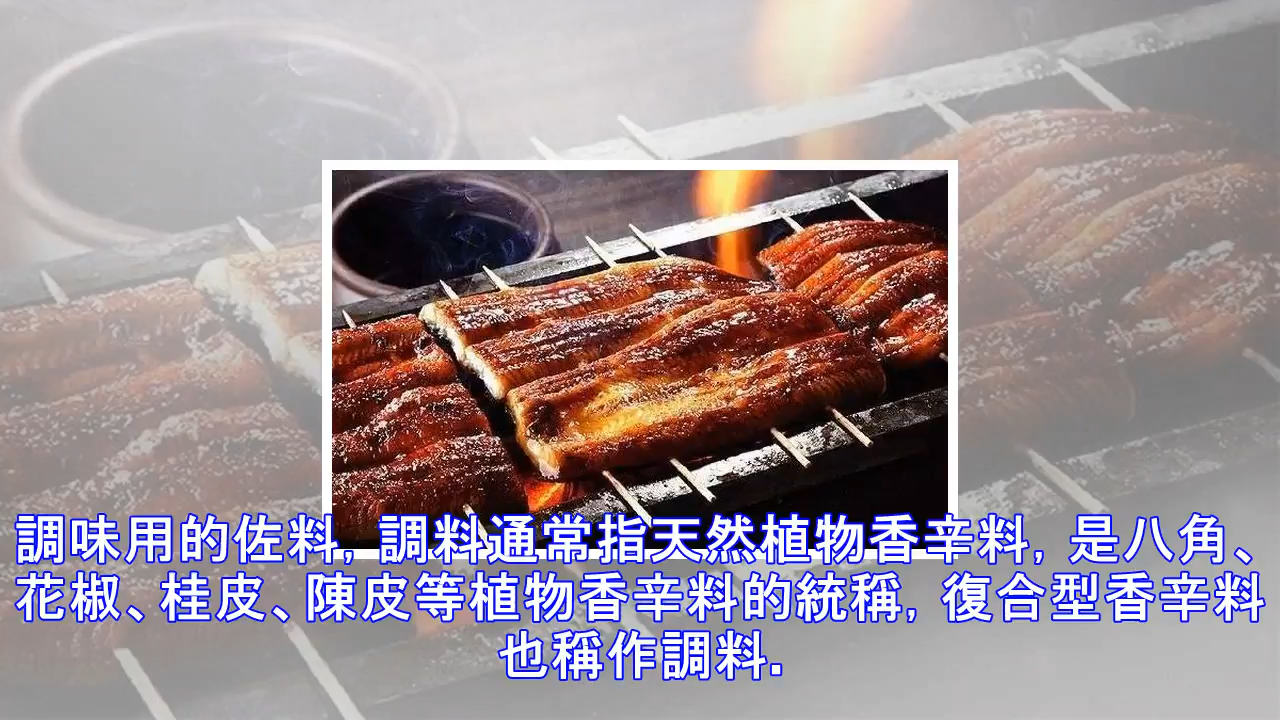 調味用的佐料, 調料通常指天然植物香辛料, 是八角、
花椒、桂皮、陳皮等植物香辛料的統稱, 復合型香辛料
也稱作調料.